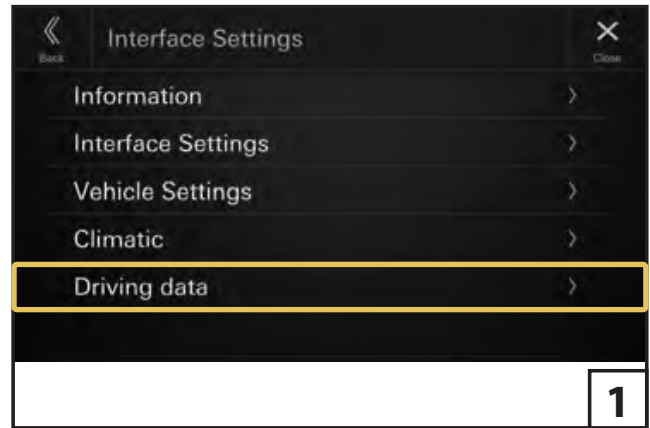 Interface Settings
Back
Close
Information
Interface Settings
Vehicle Settings
Climatic
Driving data
1